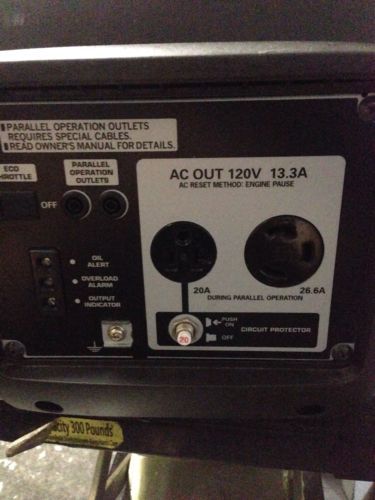 PARALLEL OPERATION OUTLETS
REQUIRES SPECIAL CABLES.
READ OWNER'S MANUAL FOR DETAILS.
ECO
THROTTLE
OFF
PARALLEL
OPERATION
OUTLETS
AC OUT 120V 13.3A
AC RESET METHOD: ENGINE PAUSE
OIL
ALERT
OVERLOAD
ALARM
OUTPUT
INDICATOR
20A
26.6A
DURING PARALLEL OPERATION
20
PUSH
ON
OFF
CIRCUIT PROTECTOR
acity 300 Pounds